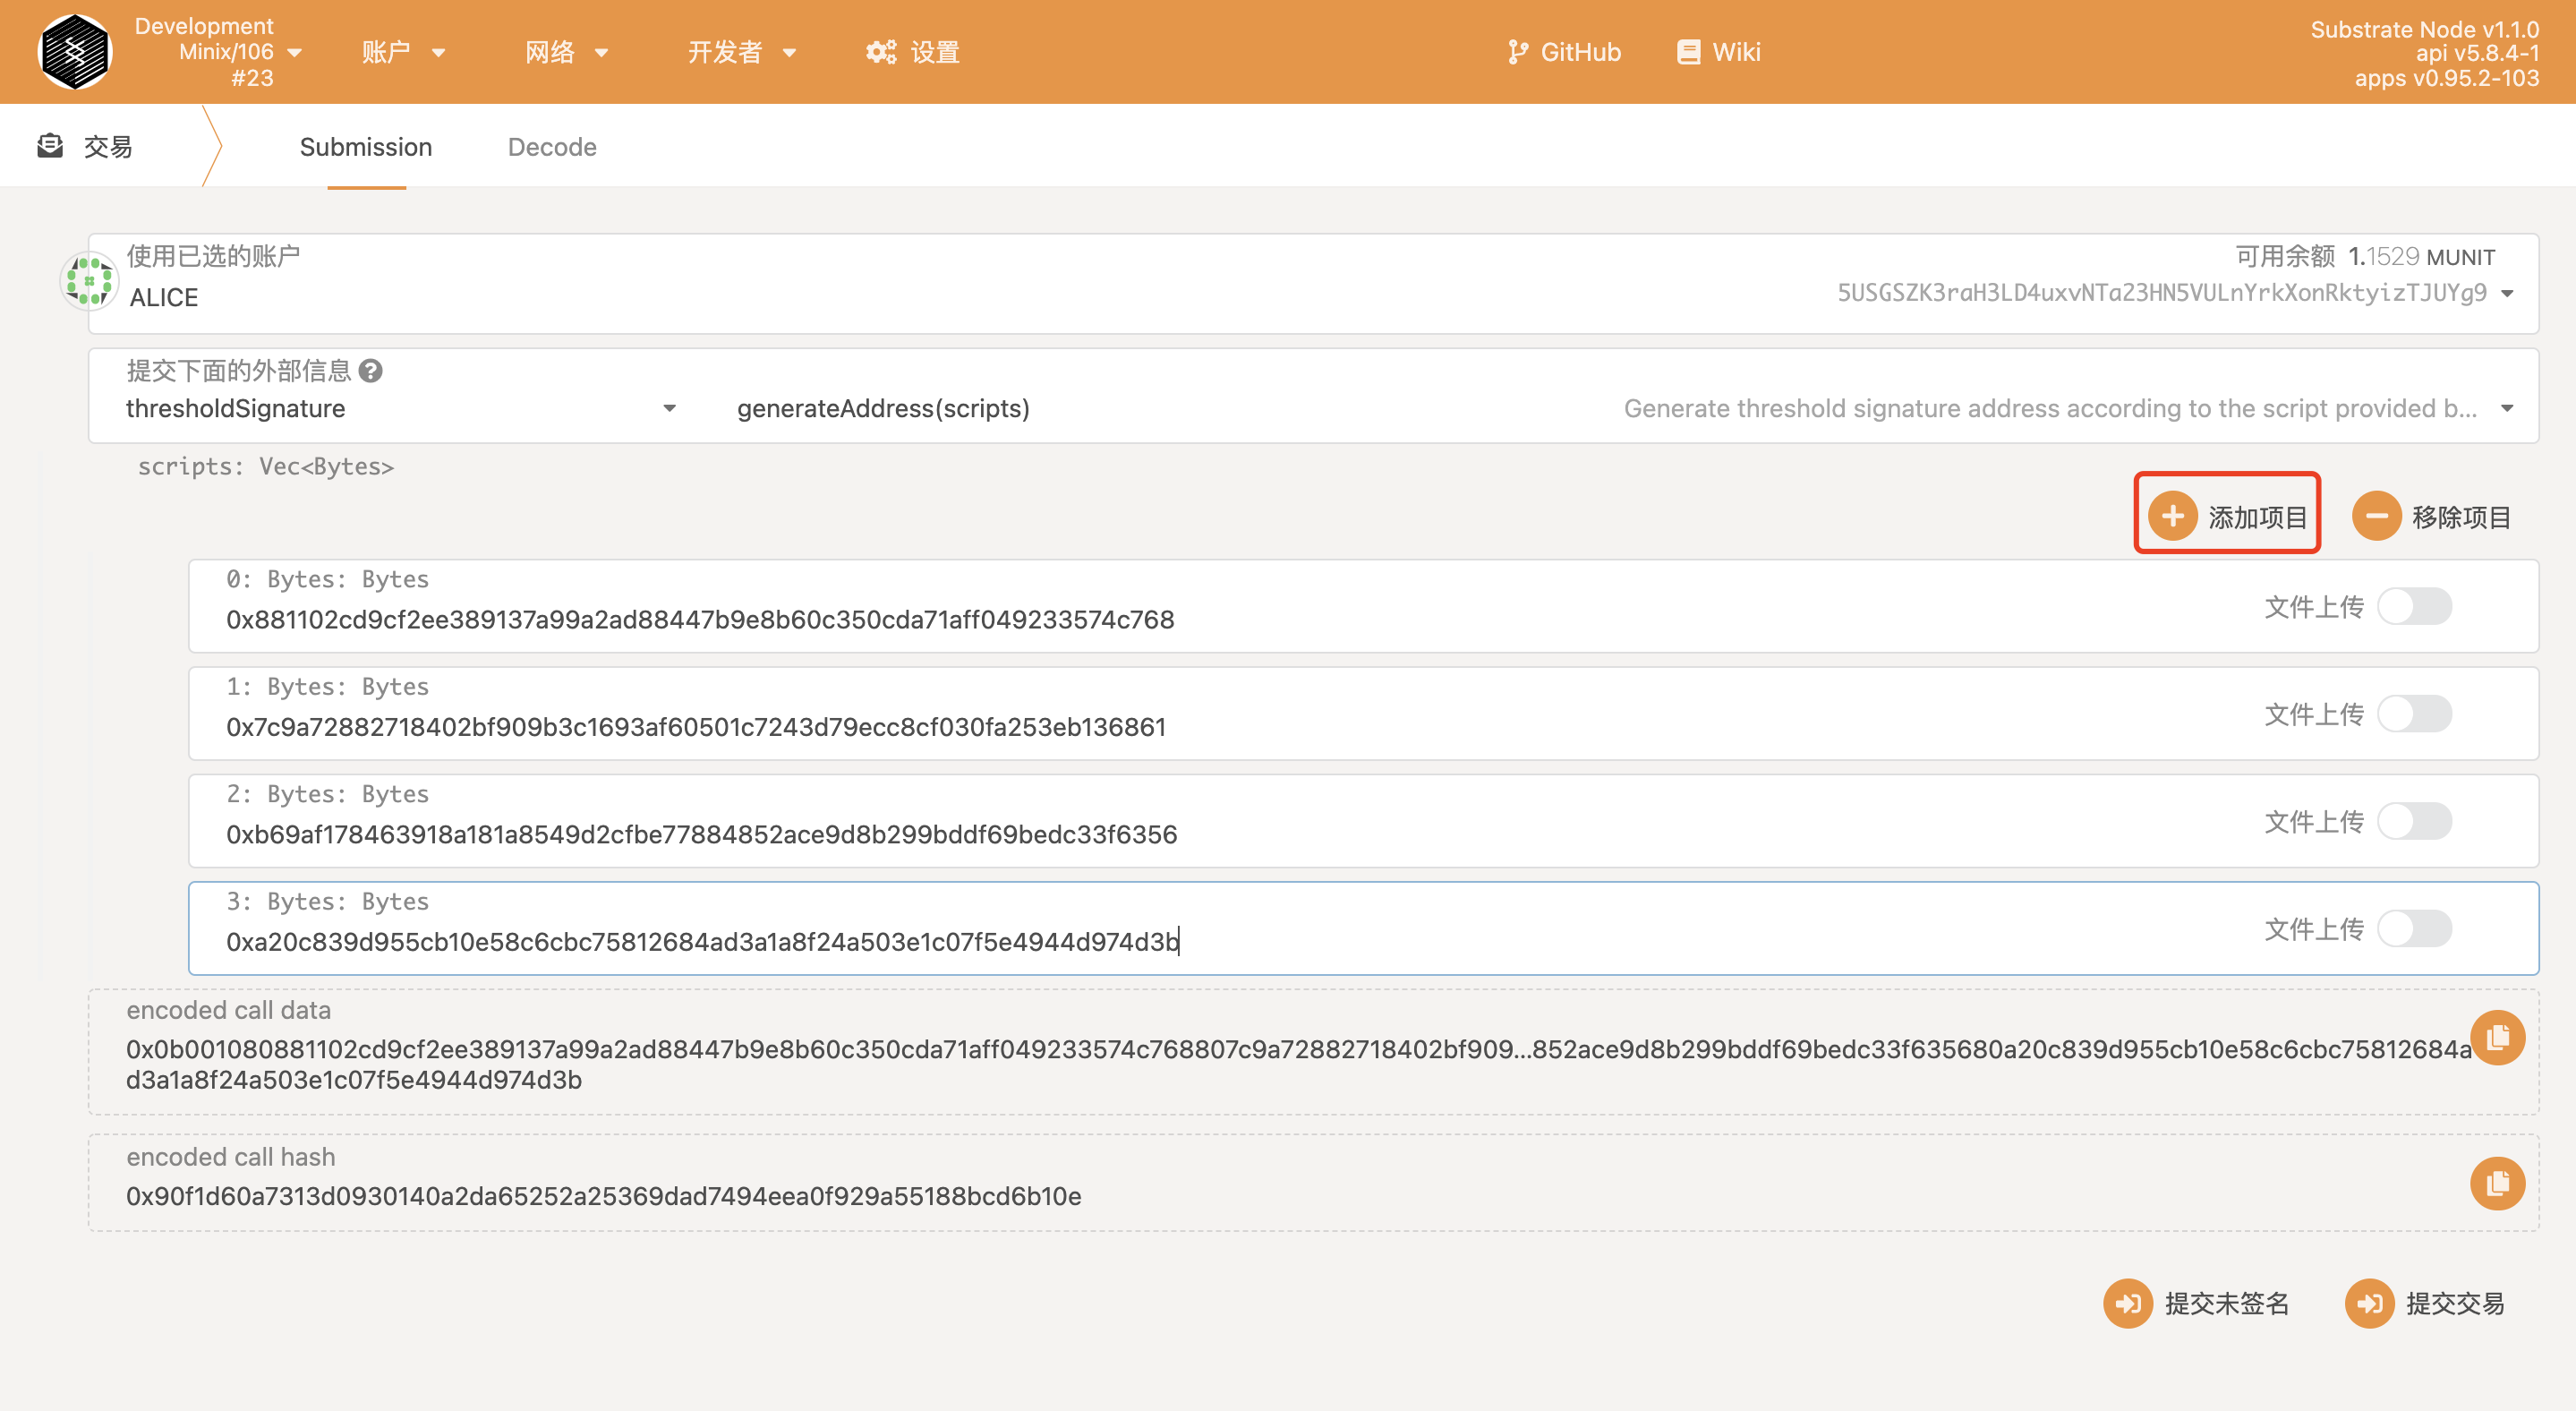 Development
Minix/106
#23
账户
网络
开发者
设置
GitHub
Wiki
Substrate Node v1.1.0
api v5.8.4-1
apps v0.95.2-103
交易
Submission
Decode
使用已选的账户
ALICE
可用余额 1.1529 MUNIT
5USGSZK3raH3LD4uxvNTa23HN5VULnYrkXonRktyizTJUYg9
提交下面的外部信息
thresholdSignature
generateAddress(scripts)
Generate threshold signature address according to the script provided b...
scripts: Vec<Bytes>
添加项目
移除项目
0: Bytes: Bytes
0x881102cd9cf2ee389137a99a2ad88447b9e8b60c350cda71aff049233574c768
文件上传
1: Bytes: Bytes
0x7c9a72882718402bf909b3c1693af60501c7243d79ecc8cf030fa253eb136861
文件上传
2: Bytes: Bytes
0xb69af178463918a181a8549d2cfbe77884852ace9d8b299bddf69bedc33f6356
文件上传
3: Bytes: Bytes
0xa20c839d955cb10e58c6cbc75812684ad3a1a8f24a503e1c07f5e4944d974d3b
文件上传
encoded call data
0x0b001080881102cd9cf2ee389137a99a2ad88447b9e8b60c350cda71aff049233574c768807c9a72882718402bf909...852ace9d8b299bddf69bedc33f635680a20c839d955cb10e58c6cbc75812684a
d3a1a8f24a503e1c07f5e4944d974d3b
encoded call hash
0x90f1d60a7313d0930140a2da65252a25369dad7494eea0f929a55188bcd6b10e
提交未签名
提交交易